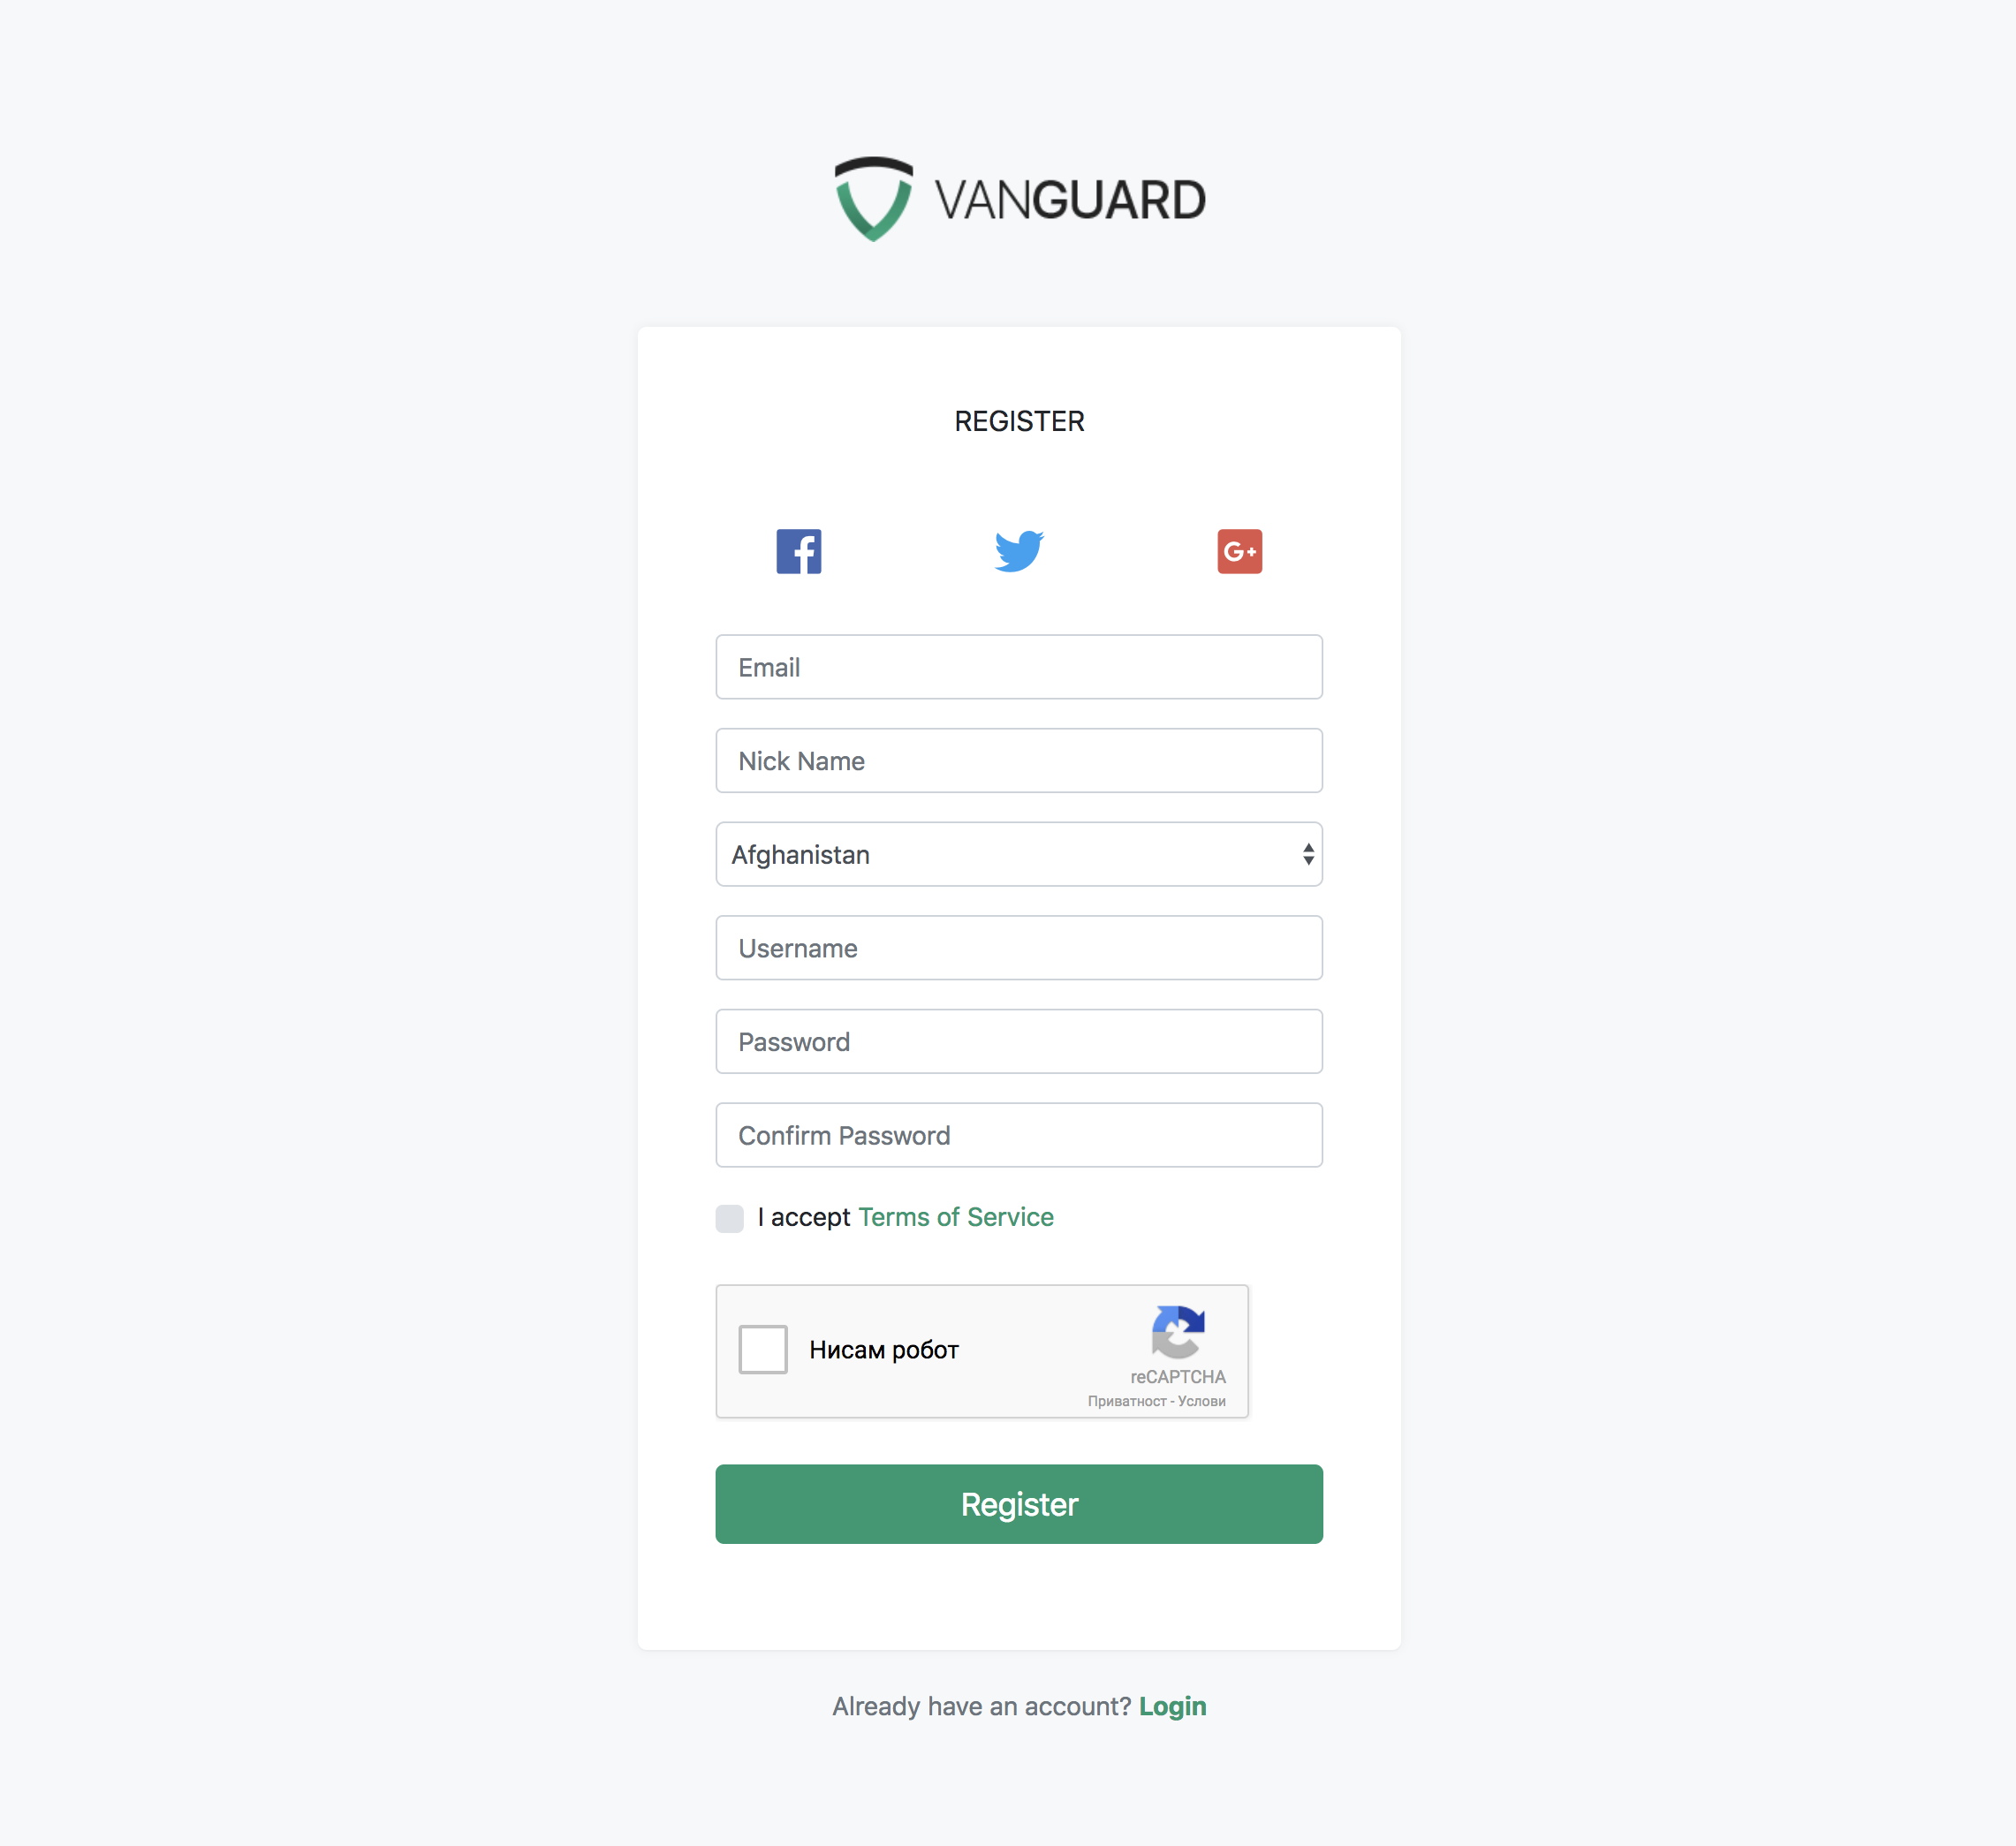 VANGUARD
REGISTER
G+
Email
Nick Name
Afghanistan
Username
Password
Confirm Password
I accept Terms of Service
Нисам робот
reCAPTCHA
Приватност - Услови
Register
Already have an account? Login